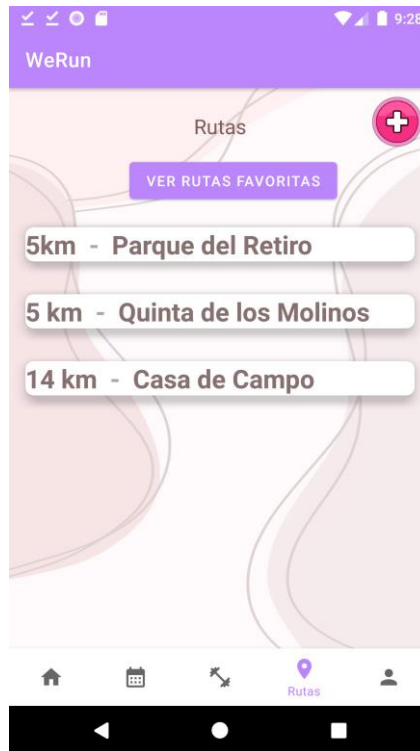 9:28
WeRun
Rutas
VER RUTAS FAVORITAS
5km - Parque del Retiro
5 km - Quinta de los Molinos
14 km - Casa de Campo
Rutas